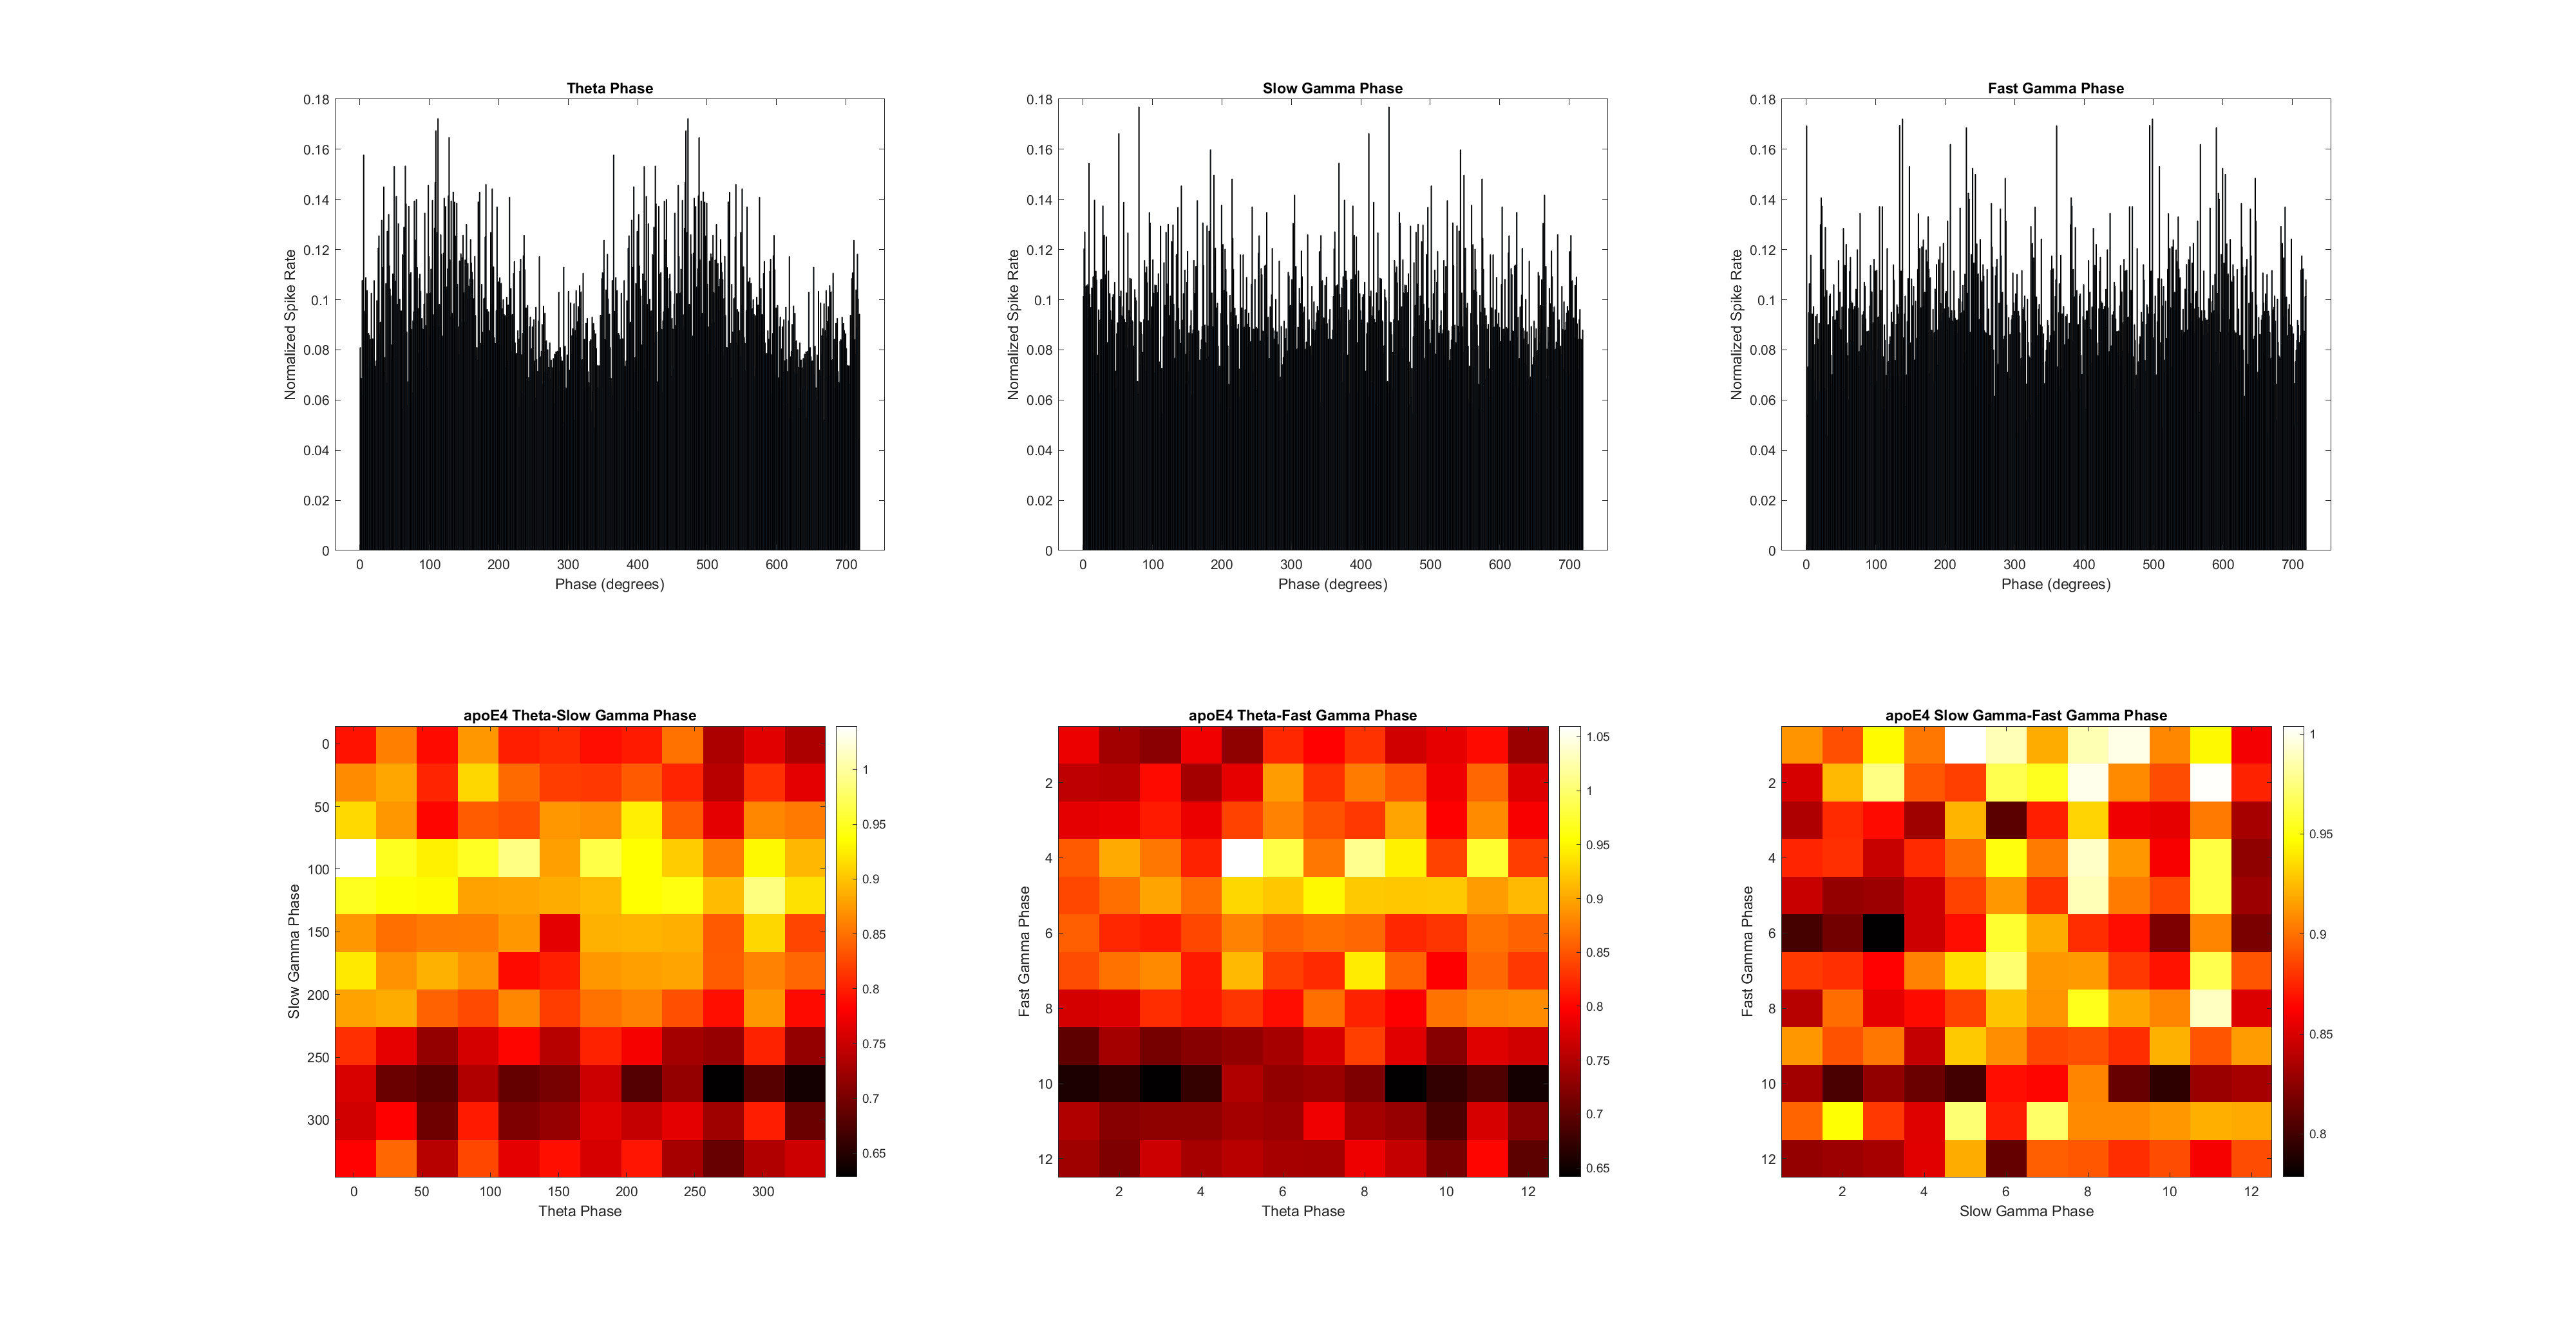 Theta Phase
0.18
0.16
0.14
0.12
0.1
0.08
0.06
0.04
0.02
0
Normalized Spike Rate
0 100 200 300 400 500 600 700
Phase (degrees)
Slow Gamma Phase
0.18
0.16
0.14
0.12
0.1
0.08
0.06
0.04
0.02
0
Normalized Spike Rate
0 100 200 300 400 500 600 700
Phase (degrees)
Fast Gamma Phase
0.18
0.16
0.14
0.12
0.1
0.08
0.06
0.04
0.02
0
Normalized Spike Rate
0 100 200 300 400 500 600 700
Phase (degrees)
apoE4 Theta-Slow Gamma Phase
0
50
100
150
200
250
300
Slow Gamma Phase
0 50 100 150 200 250 300
Theta Phase
1
0.95
0.9
0.85
0.8
0.75
0.7
0.65
apoE4 Theta-Fast Gamma Phase
2
4
6
8
10
12
Fast Gamma Phase
2 4 6 8 10 12
Theta Phase
1.05
1
0.95
0.9
0.85
0.8
0.75
0.7
0.65
apoE4 Slow Gamma-Fast Gamma Phase
2
4
6
8
10
12
Fast Gamma Phase
2 4 6 8 10 12
Slow Gamma Phase
1
0.95
0.9
0.85
0.8